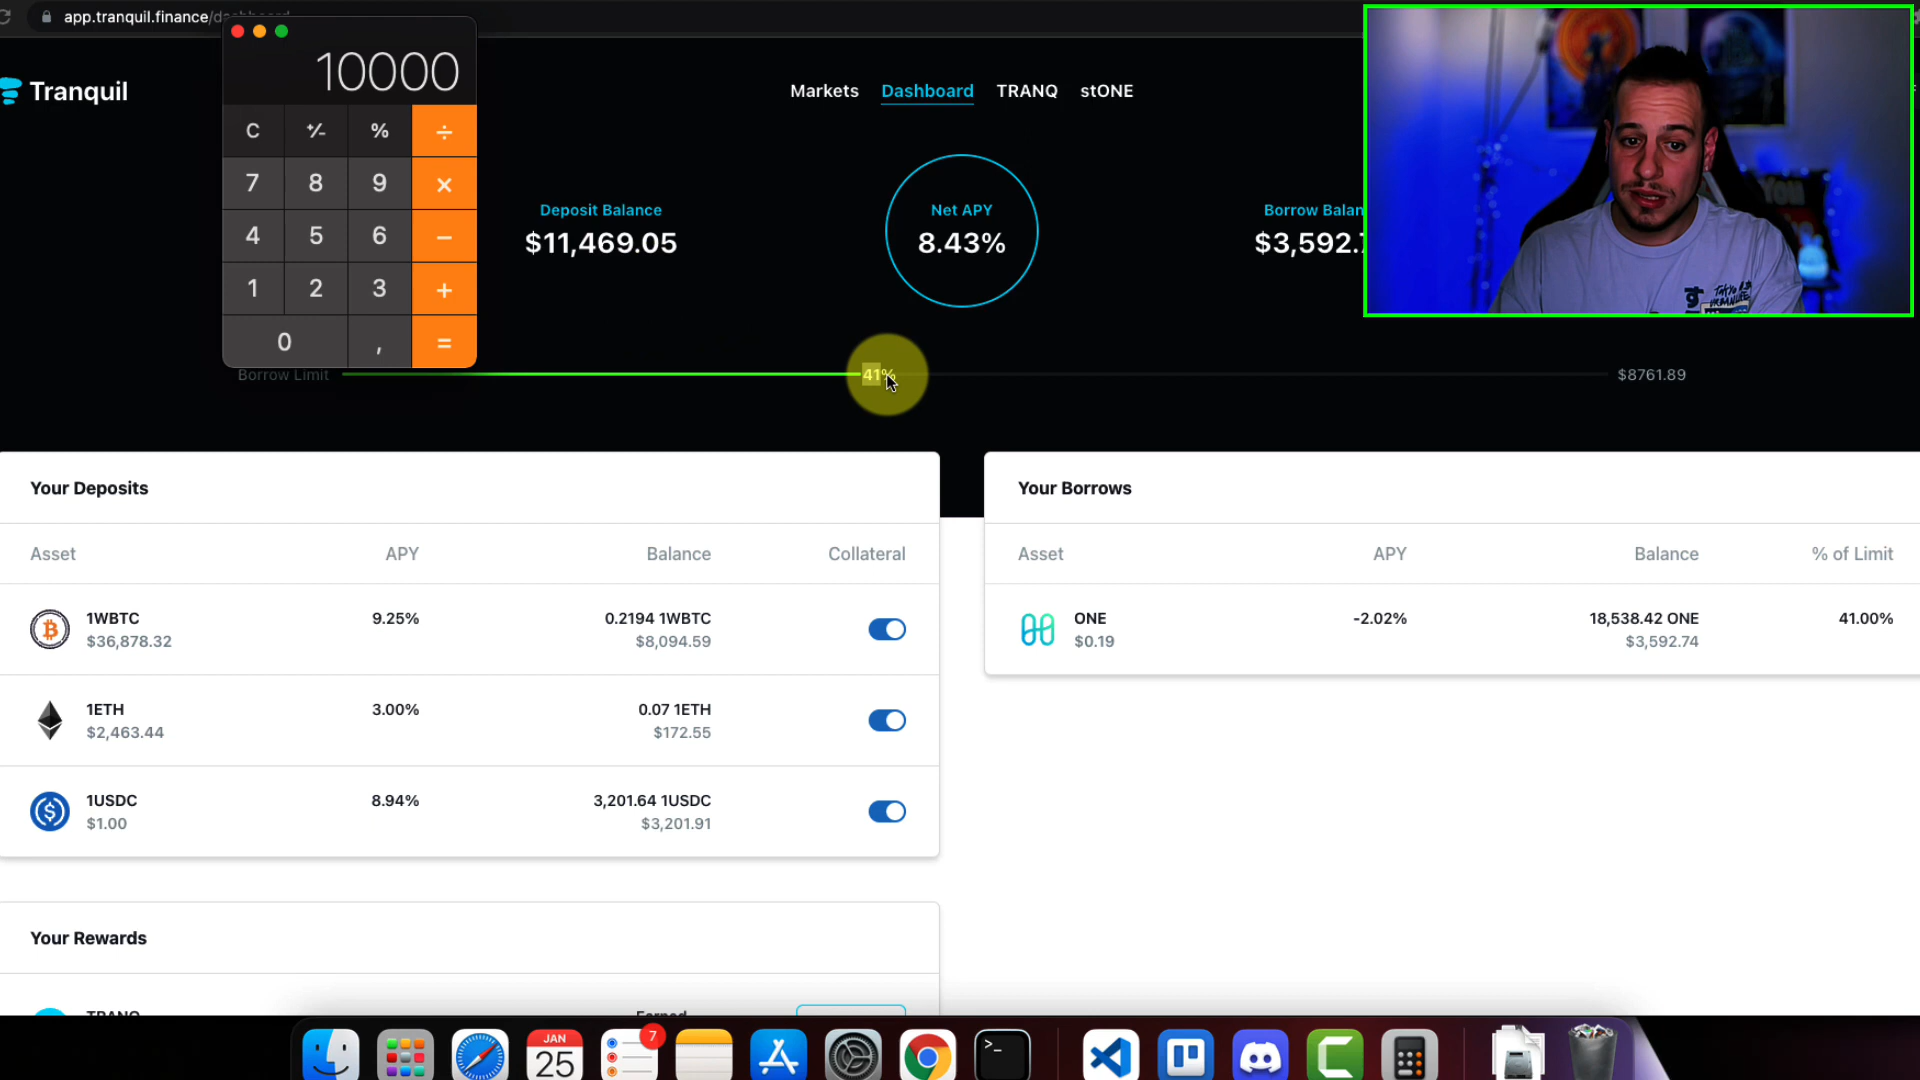 app.tranquil.finance/dashboard
10000
C +/- % ÷
7 8 9 ×
4 5 6 −
1 2 3 +
0 , =
Tranquil
Markets Dashboard TRANQ stONE
Deposit Balance
$11,469.05
Net APY
8.43%
Borrow Balan
$3,592.7
Borrow Limit 41% $8761.89
Your Deposits
Asset APY Balance Collateral
1WBTC 9.25% 0.2194 1WBTC
$36,878.32 $8,094.59
1ETH 3.00% 0.07 1ETH
$2,463.44 $172.55
1USDC 8.94% 3,201.64 1USDC
$1.00 $3,201.91
Your Borrows
Asset APY Balance % of Limit
ONE -2.02% 18,538.42 ONE 41.00%
$0.19 $3,592.74
Your Rewards
TRANQ Earned
7
JAN
25
>_